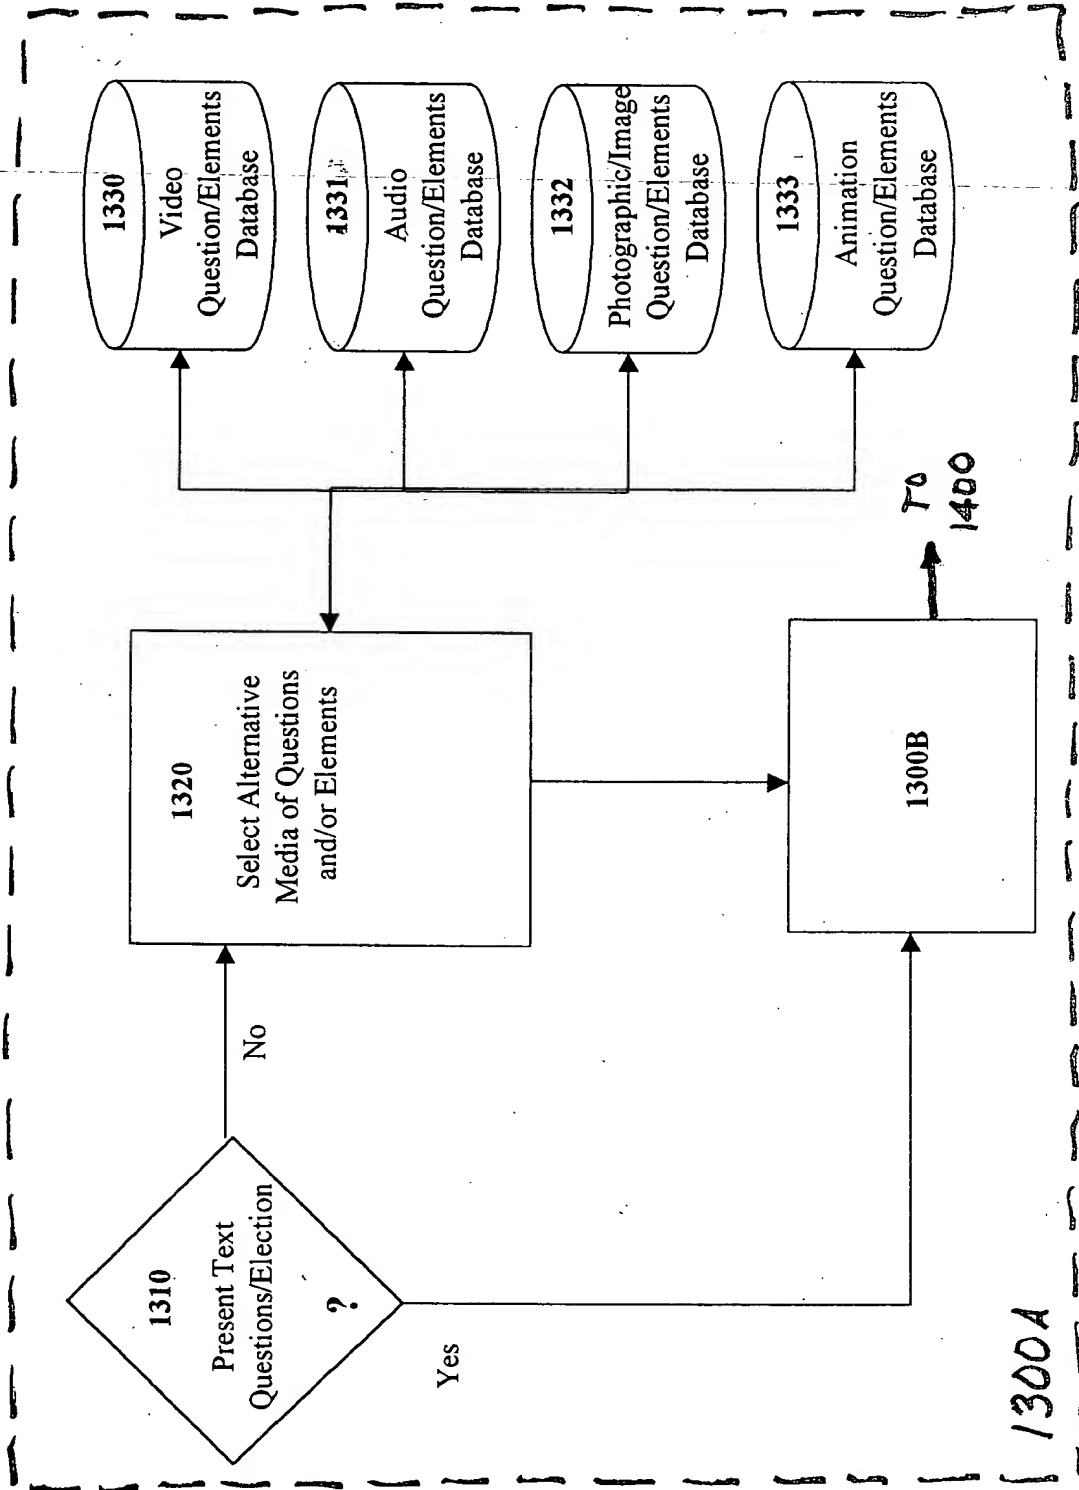 1310
Present Text
Questions/Election
?
No
Yes
1320
Select Alternative
Media of Questions
and/or Elements
1330
Video
Question/Elements
Database
1331
Audio
Question/Elements
Database
1332
Photographic/Image
Question/Elements
Database
1333
Animation
Question/Elements
Database
1300B
TO
1400
1300A